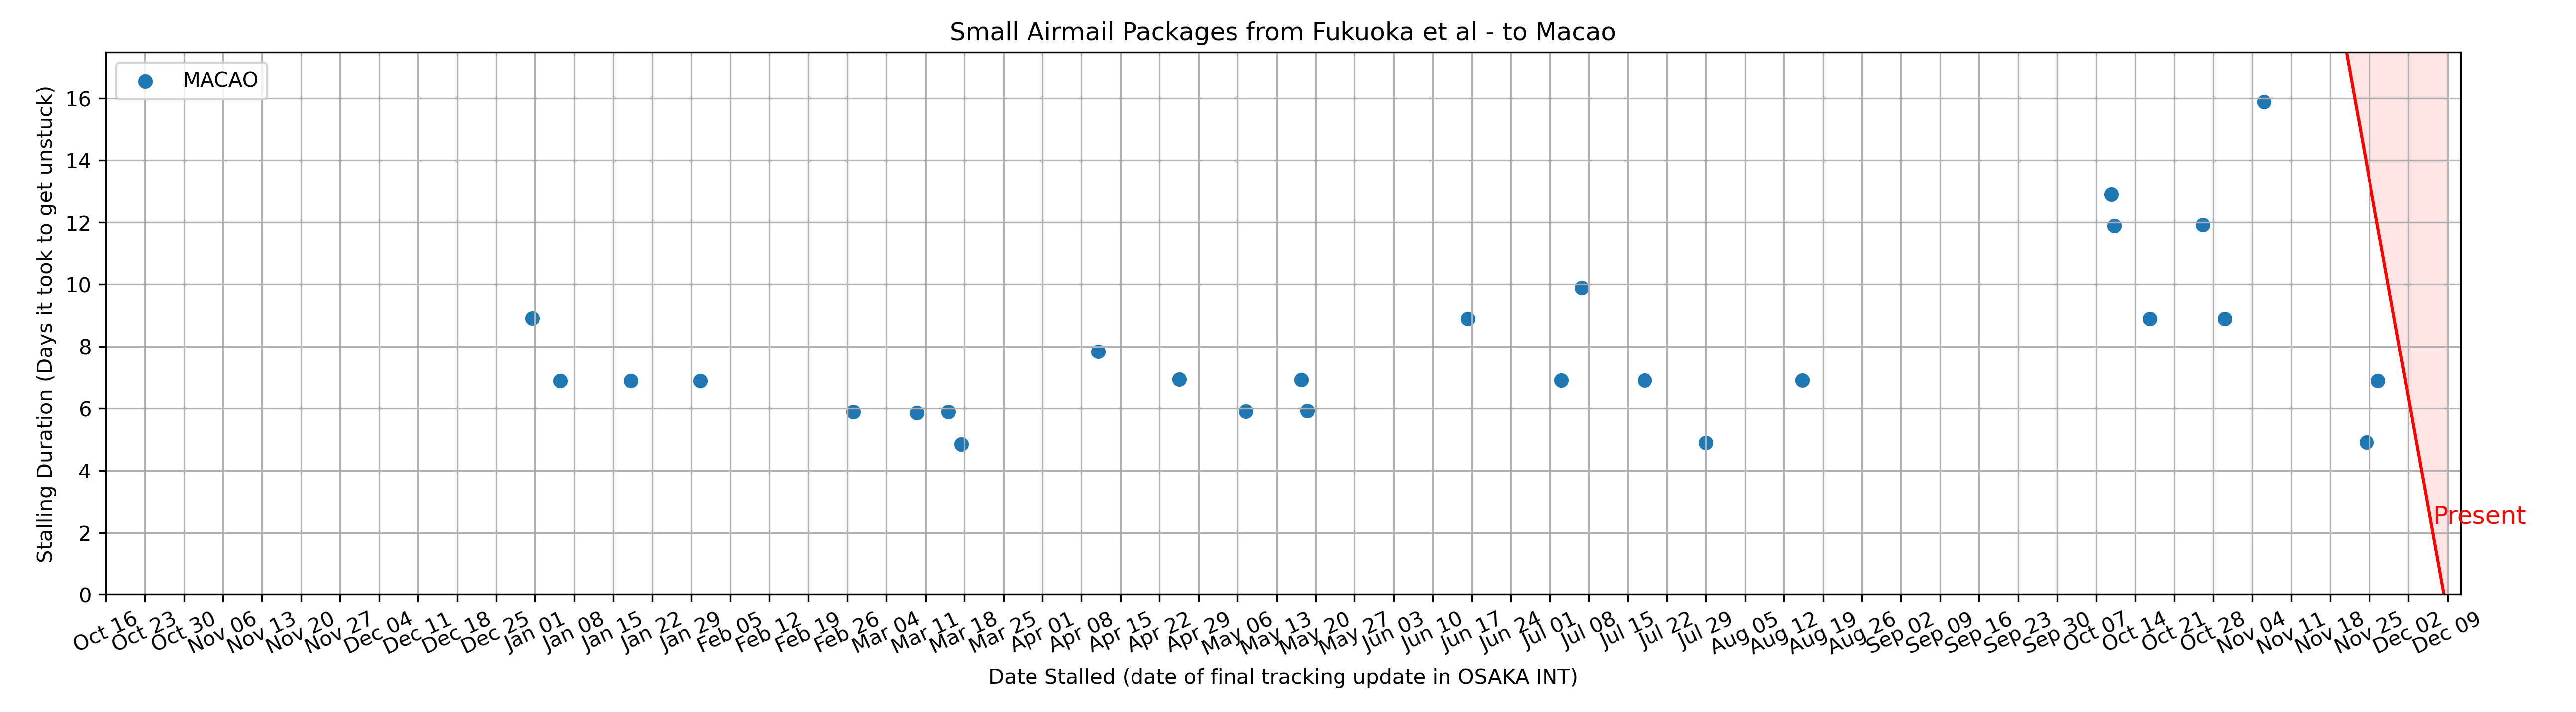 Small Airmail Packages from Fukuoka et al - to Macao
MACAO
Stalling Duration (Days it took to get unstuck)
16
14
12
10
8
6
4
2
0
Present
Oct 16 Oct 23 Oct 30 Nov 06 Nov 13 Nov 20 Nov 27 Dec 04 Dec 11 Dec 18 Dec 25 Jan 01 Jan 08 Jan 15 Jan 22 Jan 29 Feb 05 Feb 12 Feb 19 Feb 26 Mar 04 Mar 11 Mar 18 Mar 25 Apr 01 Apr 08 Apr 15 Apr 22 Apr 29 May 06 May 13 May 20 May 27 Jun 03 Jun 10 Jun 17 Jun 24 Jul 01 Jul 08 Jul 15 Jul 22 Jul 29 Aug 05 Aug 12 Aug 19 Aug 26 Sep 02 Sep 09 Sep 16 Sep 23 Sep 30 Oct 07 Oct 14 Oct 21 Oct 28 Nov 04 Nov 11 Nov 18 Nov 25 Dec 02 Dec 09
Date Stalled (date of final tracking update in OSAKA INT)